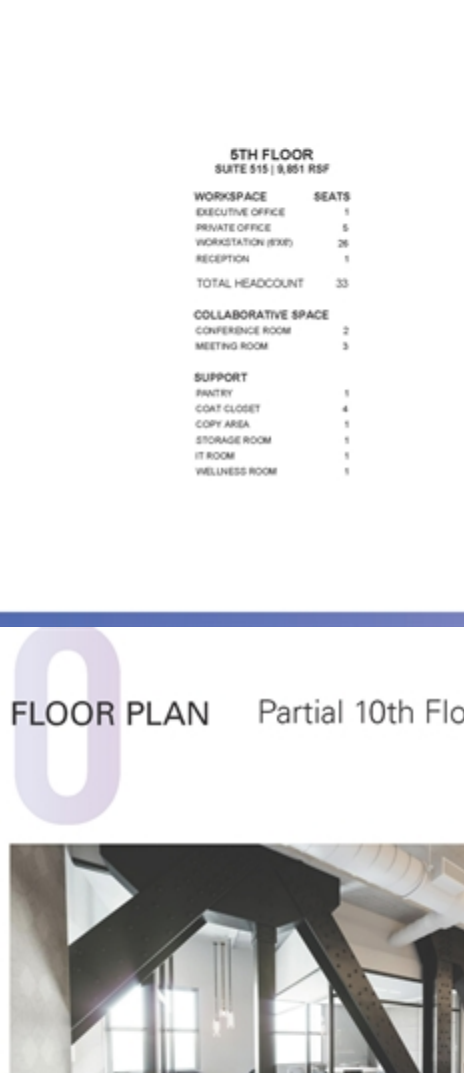 5TH FLOOR
SUITE 515 | 9,851 RSF
WORKSPACE SEATS
EXECUTIVE OFFICE 1
PRIVATE OFFICE 5
WORKSTATION (6'X6') 26
RECEPTION 1
TOTAL HEADCOUNT 33
COLLABORATIVE SPACE
CONFERENCE ROOM 2
MEETING ROOM 3
SUPPORT
PANTRY 1
COAT CLOSET 4
COPY AREA 1
STORAGE ROOM 1
IT ROOM 1
WELLNESS ROOM 1
0
FLOOR PLAN Partial 10th Flo